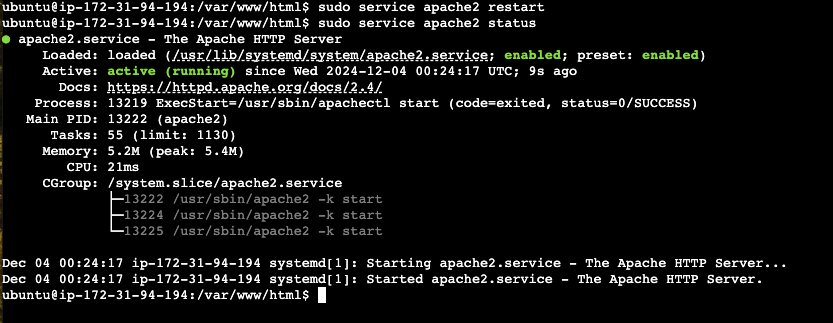 ubuntu@ip-172-31-94-194:/var/www/html$ sudo service apache2 restart
ubuntu@ip-172-31-94-194:/var/www/html$ sudo service apache2 status
● apache2.service - The Apache HTTP Server
     Loaded: loaded (/usr/lib/systemd/system/apache2.service; enabled; preset: enabled)
     Active: active (running) since Wed 2024-12-04 00:24:17 UTC; 9s ago
       Docs: https://httpd.apache.org/docs/2.4/
    Process: 13219 ExecStart=/usr/sbin/apachectl start (code=exited, status=0/SUCCESS)
   Main PID: 13222 (apache2)
      Tasks: 55 (limit: 1130)
     Memory: 5.2M (peak: 5.4M)
        CPU: 21ms
     CGroup: /system.slice/apache2.service
             ├─13222 /usr/sbin/apache2 -k start
             ├─13224 /usr/sbin/apache2 -k start
             └─13225 /usr/sbin/apache2 -k start

Dec 04 00:24:17 ip-172-31-94-194 systemd[1]: Starting apache2.service - The Apache HTTP Server...
Dec 04 00:24:17 ip-172-31-94-194 systemd[1]: Started apache2.service - The Apache HTTP Server.
ubuntu@ip-172-31-94-194:/var/www/html$